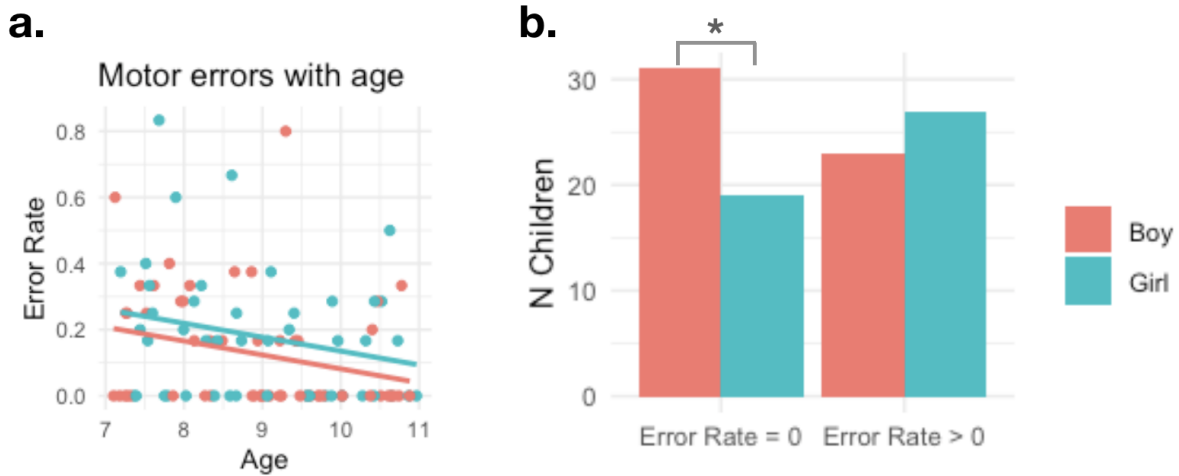 a.
Motor errors with age
Error Rate
0.8
0.6
0.4
0.2
0.0
7 8 9 10 11
Age
b.
*
N Children
30
20
10
0
Error Rate = 0 Error Rate > 0
Boy
Girl